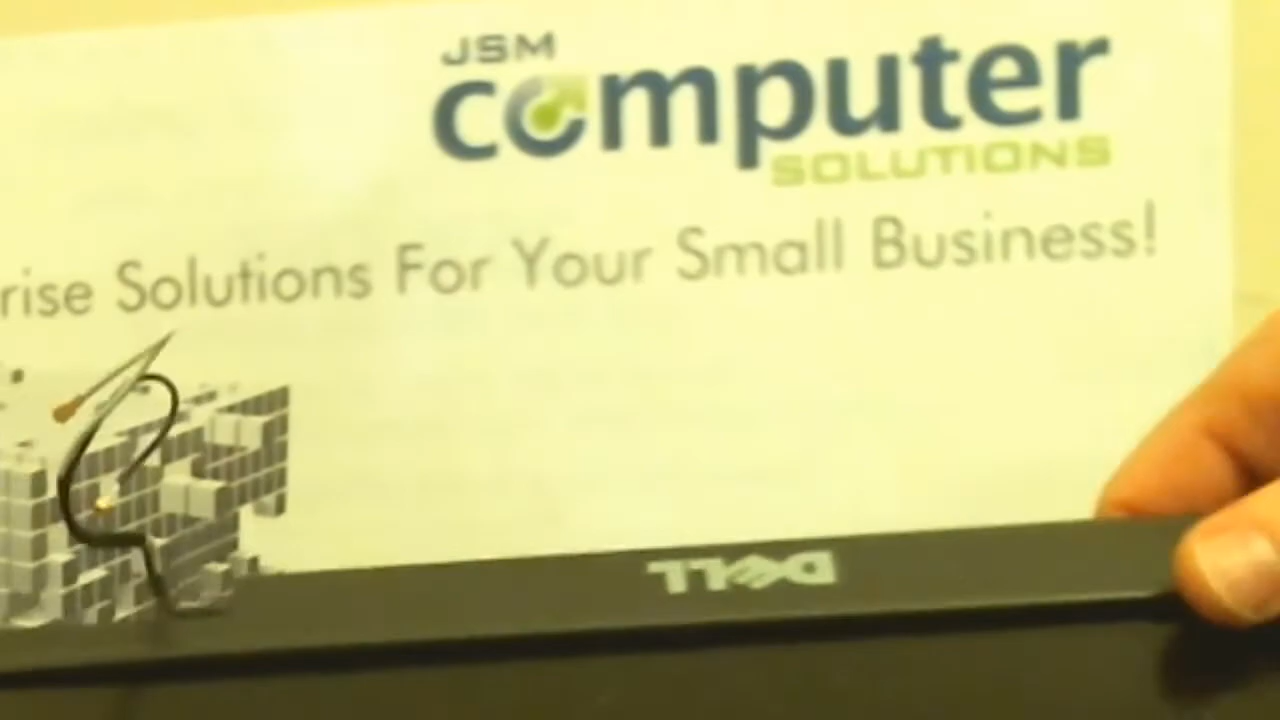 JSM
computer
SOLUTIONS
rise Solutions For Your Small Business!
DELL